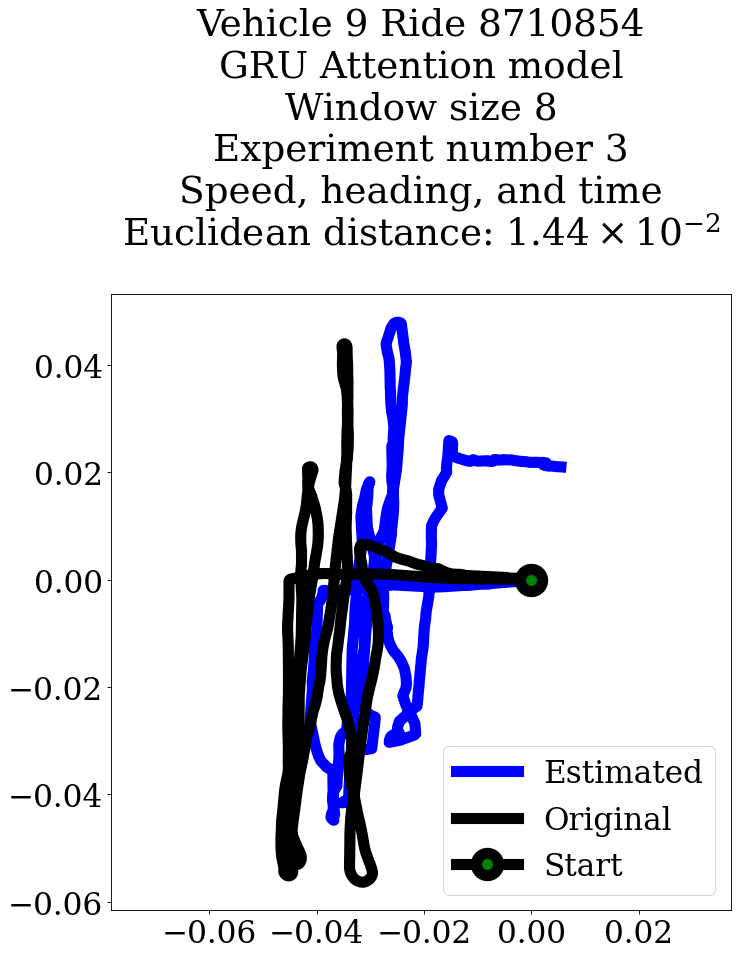 Vehicle 9 Ride 8710854
GRU Attention model
Window size 8
Experiment number 3
Speed, heading, and time
Euclidean distance: 1.44 × 10⁻²
0.04
0.02
0.00
−0.02
−0.04
−0.06
Estimated
Original
Start
−0.06 −0.04 −0.02 0.00 0.02